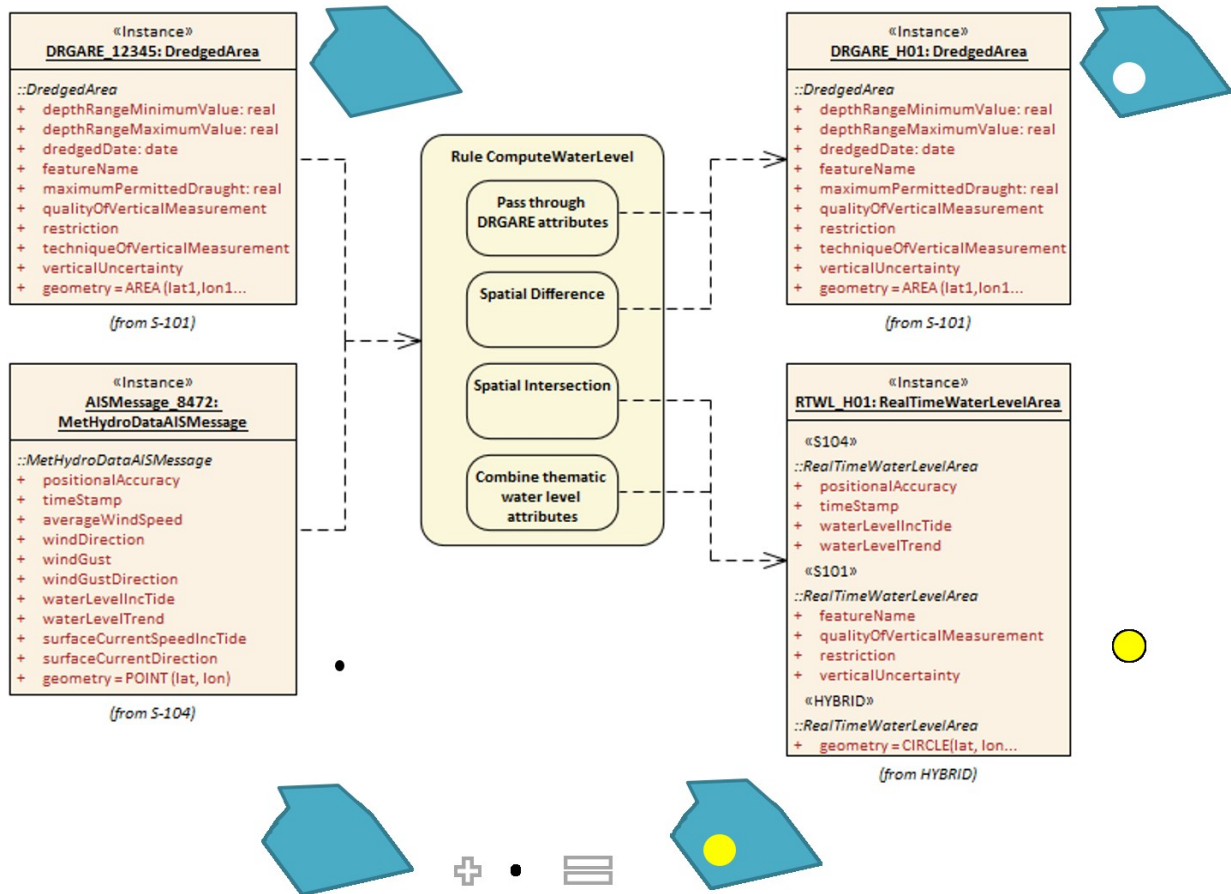 «Instance»
DRGARE_12345: DredgedArea
::DredgedArea
+ depthRangeMinimumValue: real
+ depthRangeMaximumValue: real
+ dredgedDate: date
+ featureName
+ maximumPermittedDraught: real
+ qualityOfVerticalMeasurement
+ restriction
+ techniqueOfVerticalMeasurement
+ verticalUncertainty
+ geometry = AREA (lat1,lon1...
(from S-101)
«Instance»
AISMessage_8472:
MetHydroDataAISMessage
::MetHydroDataAISMessage
+ positionalAccuracy
+ timeStamp
+ averageWindSpeed
+ windDirection
+ windGust
+ windGustDirection
+ waterLevelIncTide
+ waterLevelTrend
+ surfaceCurrentSpeedIncTide
+ surfaceCurrentDirection
+ geometry = POINT (lat, lon)
(from S-104)
Rule ComputeWaterLevel
Pass through
DRGARE attributes
Spatial Difference
Spatial Intersection
Combine thematic
water level
attributes
«Instance»
DRGARE_H01: DredgedArea
::DredgedArea
+ depthRangeMinimumValue: real
+ depthRangeMaximumValue: real
+ dredgedDate: date
+ featureName
+ maximumPermittedDraught: real
+ qualityOfVerticalMeasurement
+ restriction
+ techniqueOfVerticalMeasurement
+ verticalUncertainty
+ geometry = AREA (lat1,lon1...
(from S-101)
«Instance»
RTWL_H01: RealTimeWaterLevelArea
«S104»
::RealTimeWaterLevelArea
+ positionalAccuracy
+ timeStamp
+ waterLevelIncTide
+ waterLevelTrend
«S101»
::RealTimeWaterLevelArea
+ featureName
+ qualityOfVerticalMeasurement
+ restriction
+ verticalUncertainty
«HYBRID»
::RealTimeWaterLevelArea
+ geometry = CIRCLE(lat, lon...
(from HYBRID)